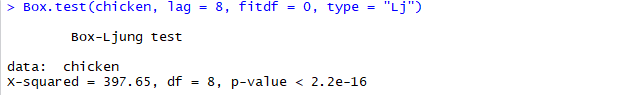 > Box.test(chicken, lag = 8, fitdf = 0, type = "Lj")
Box-Ljung test
data:  chicken
X-squared = 397.65, df = 8, p-value < 2.2e-16